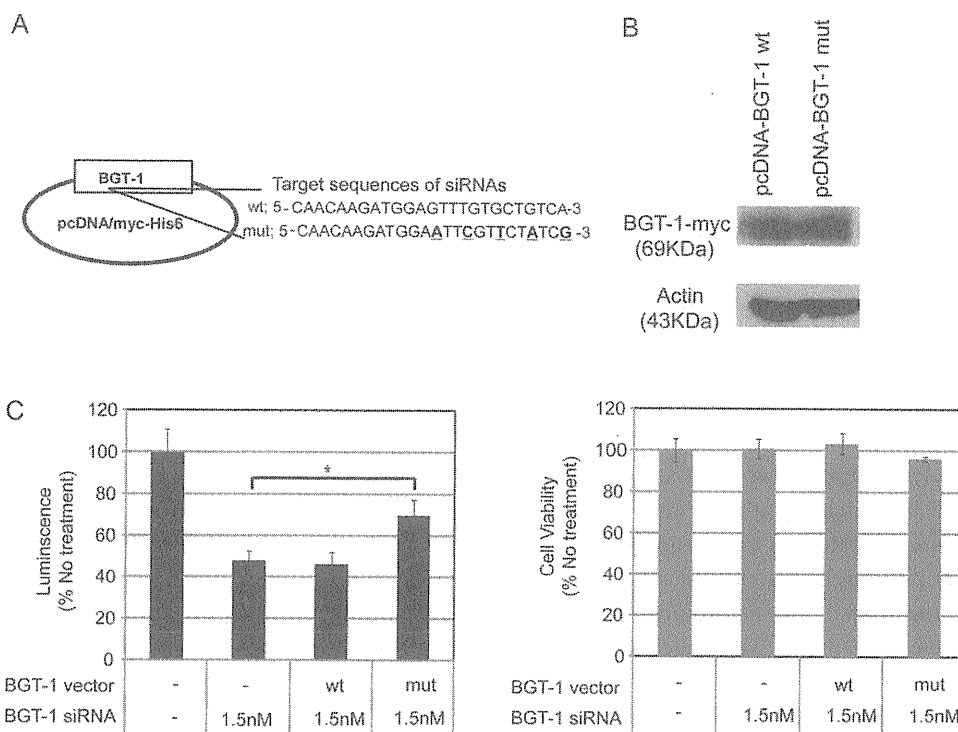 A
BGT-1
pcDNA/myc-His6
Target sequences of siRNAs
wt; 5-CAACAAGATGGAGTTTGTGCTGTCA-3
mut; 5-CAACAAGATGGAATTCGTTCTATCG-3
B
pcDNA-BGT-1 wt
pcDNA-BGT-1 mut
BGT-1-myc
(69KDa)
Actin
(43KDa)
C
Luminscence
(% No treatment)
120
100
80
60
40
20
0
*
BGT-1 vector - - wt mut
BGT-1 siRNA - 1.5nM 1.5nM 1.5nM
Cell Viability
(% No treatment)
120
100
80
60
40
20
0
BGT-1 vector - - wt mut
BGT-1 siRNA - 1.5nM 1.5nM 1.5nM